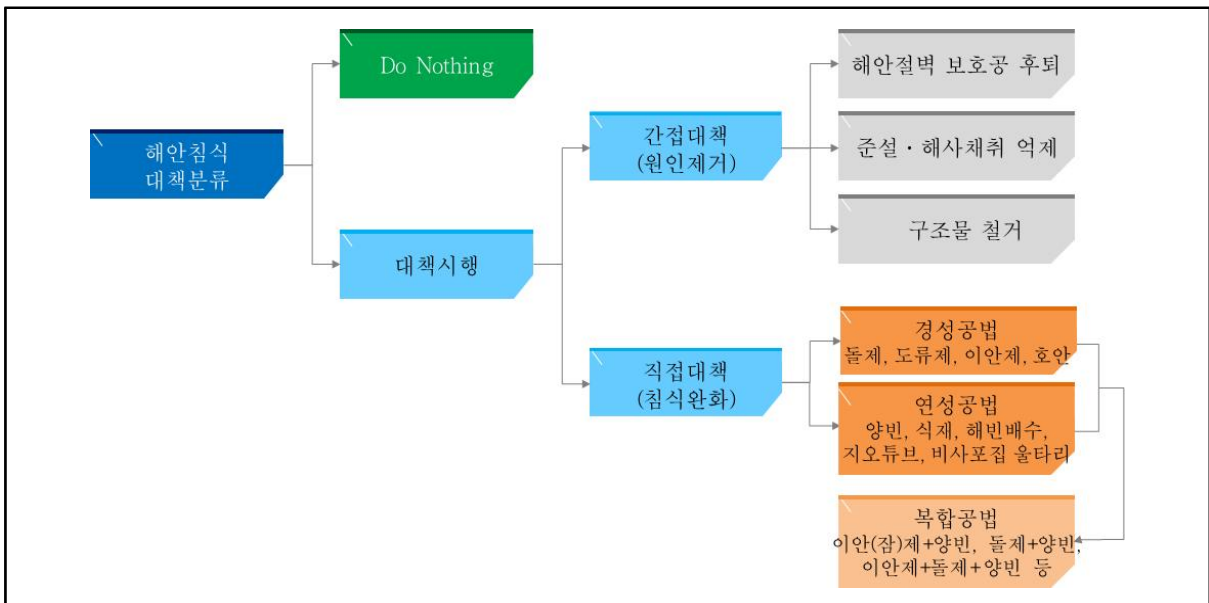 해안침식
대책분류
Do Nothing
대책시행
간접대책
(원인제거)
해안절벽 보호공 후퇴
준설・해사채취 억제
구조물 철거
직접대책
(침식완화)
경성공법
돌제, 도류제, 이안제, 호안
연성공법
양빈, 식재, 해빈배수,
지오튜브, 비사포집 울타리
복합공법
이안(잠)제+양빈, 돌제+양빈,
이안제+돌제+양빈 등